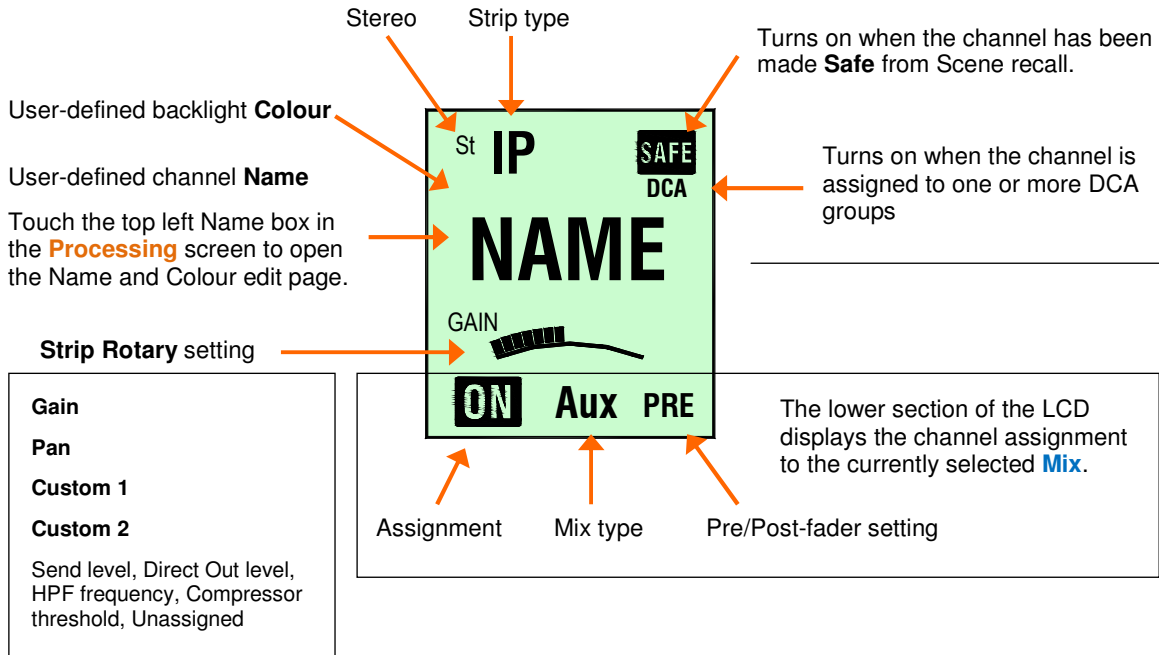 Stereo
Strip type
Turns on when the channel has been
made Safe from Scene recall.
User-defined backlight Colour
User-defined channel Name
Touch the top left Name box in
the Processing screen to open
the Name and Colour edit page.
Turns on when the channel is
assigned to one or more DCA
groups
St IP
SAFE
DCA
NAME
GAIN
ON Aux PRE
Strip Rotary setting
Gain
Pan
Custom 1
Custom 2
Send level, Direct Out level,
HPF frequency, Compressor
threshold, Unassigned
The lower section of the LCD
displays the channel assignment
to the currently selected Mix.
Assignment
Mix type
Pre/Post-fader setting